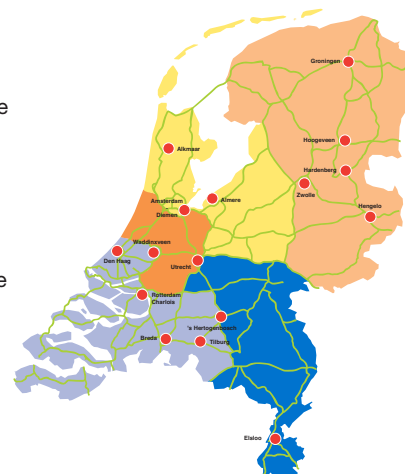 e
Groningen
Hoogeveen
Alkmaar
Hardenberg
Zwolle
Almere
Amsterdam
Hengelo
Diemen
Waddinxveen
Den Haag
Utrecht
e
Rotterdam
Charlois
's Hertogenbosch
Breda
Tilburg
Elsloo